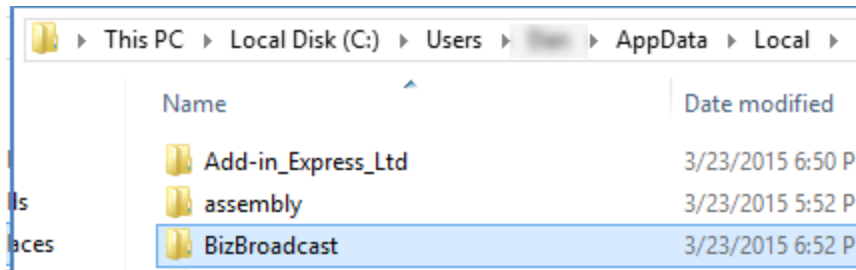 This PC Local Disk (C:) Users AppData Local
Name Date modified
Add-in_Express_Ltd 3/23/2015 6:50 P
ls assembly 3/23/2015 5:52 P
aces BizBroadcast 3/23/2015 6:52 P